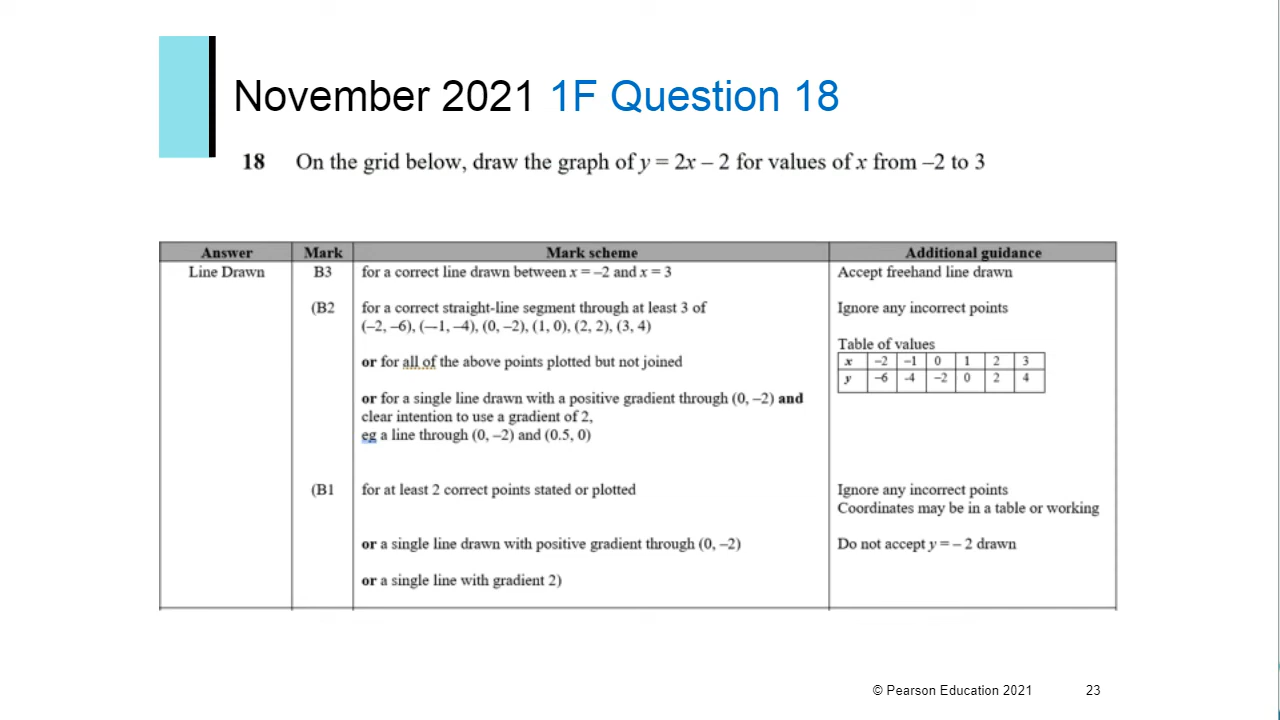 November 2021 1F Question 18
18 On the grid below, draw the graph of y = 2x – 2 for values of x from –2 to 3
Answer Mark Mark scheme Additional guidance
Line Drawn B3 for a correct line drawn between x = –2 and x = 3 Accept freehand line drawn
(B2 for a correct straight-line segment through at least 3 of Ignore any incorrect points
(–2, –6), (—1, –4), (0, –2), (1, 0), (2, 2), (3, 4)
Table of values
x –2 –1 0 1 2 3
or for all of the above points plotted but not joined
y –6 -4 –2 0 2 4
or for a single line drawn with a positive gradient through (0, –2) and
clear intention to use a gradient of 2,
eg a line through (0, –2) and (0.5, 0)
(B1 for at least 2 correct points stated or plotted Ignore any incorrect points
Coordinates may be in a table or working
or a single line drawn with positive gradient through (0, –2) Do not accept y = – 2 drawn
or a single line with gradient 2)
© Pearson Education 2021 23